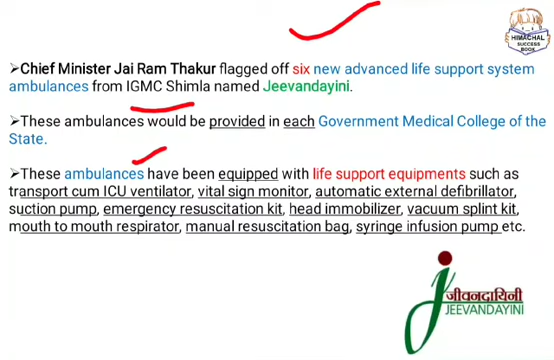 HIMACHAL
SUCCESS
BOOK
➢Chief Minister Jai Ram Thakur flagged off six new advanced life support system
ambulances from IGMC Shimla named Jeevandayini.
➢These ambulances would be provided in each Government Medical College of the
State.
➢These ambulances have been equipped with life support equipments such as
transport cum ICU ventilator, vital sign monitor, automatic external defibrillator,
suction pump, emergency resuscitation kit, head immobilizer, vacuum splint kit,
mouth to mouth respirator, manual resuscitation bag, syringe infusion pump etc.
जीवनदायिनी
JEEVANDAYINI